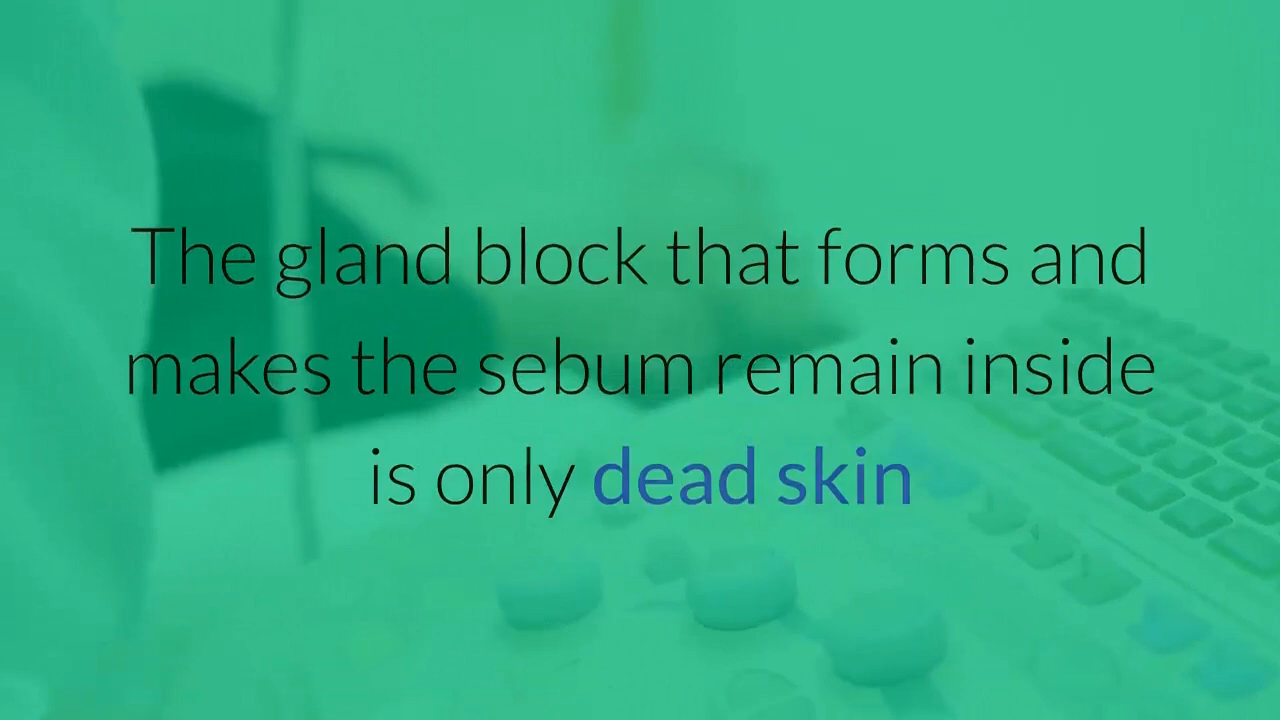 The gland block that forms and
makes the sebum remain inside
is only dead skin